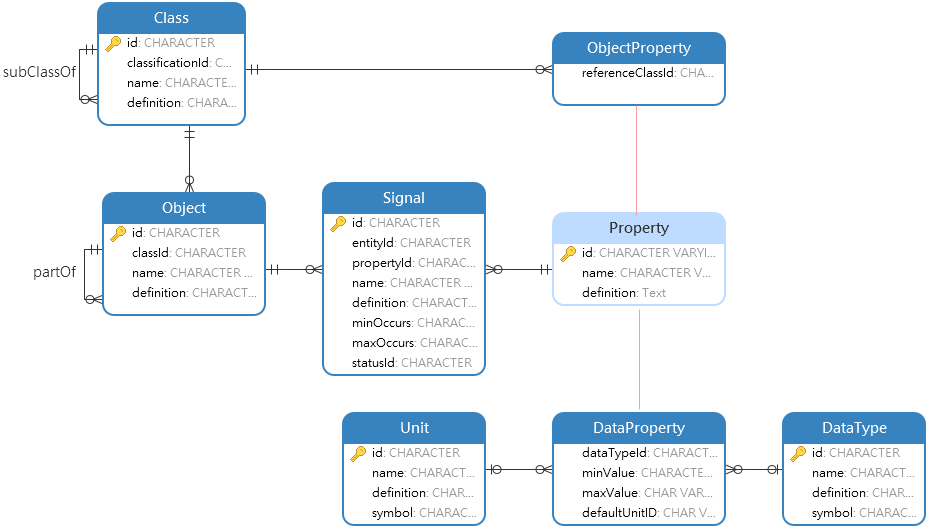 Class
id: CHARACTER
classificationId: C...
name: CHARACTE...
definition: CHARA...
subClassOf
ObjectProperty
referenceClassId: CHA...
Object
id: CHARACTER
classId: CHARACTER
name: CHARACTER ...
definition: CHARACT...
partOf
Signal
id: CHARACTER
entityId: CHARACTER
propertyId: CHARAC...
name: CHARACTER ...
definition: CHARACT...
minOccurs: CHARAC...
maxOccurs: CHARAC...
statusId: CHARACTER
Property
id: CHARACTER VARYI...
name: CHARACTER V...
definition: Text
Unit
id: CHARACTER
name: CHARACT...
definition: CHAR...
symbol: CHARAC...
DataProperty
dataTypeId: CHARACT...
minValue: CHARACTE...
maxValue: CHAR VAR...
defaultUnitID: CHAR V...
DataType
id: CHARACTER
name: CHARACT...
definition: CHAR...
symbol: CHARAC...